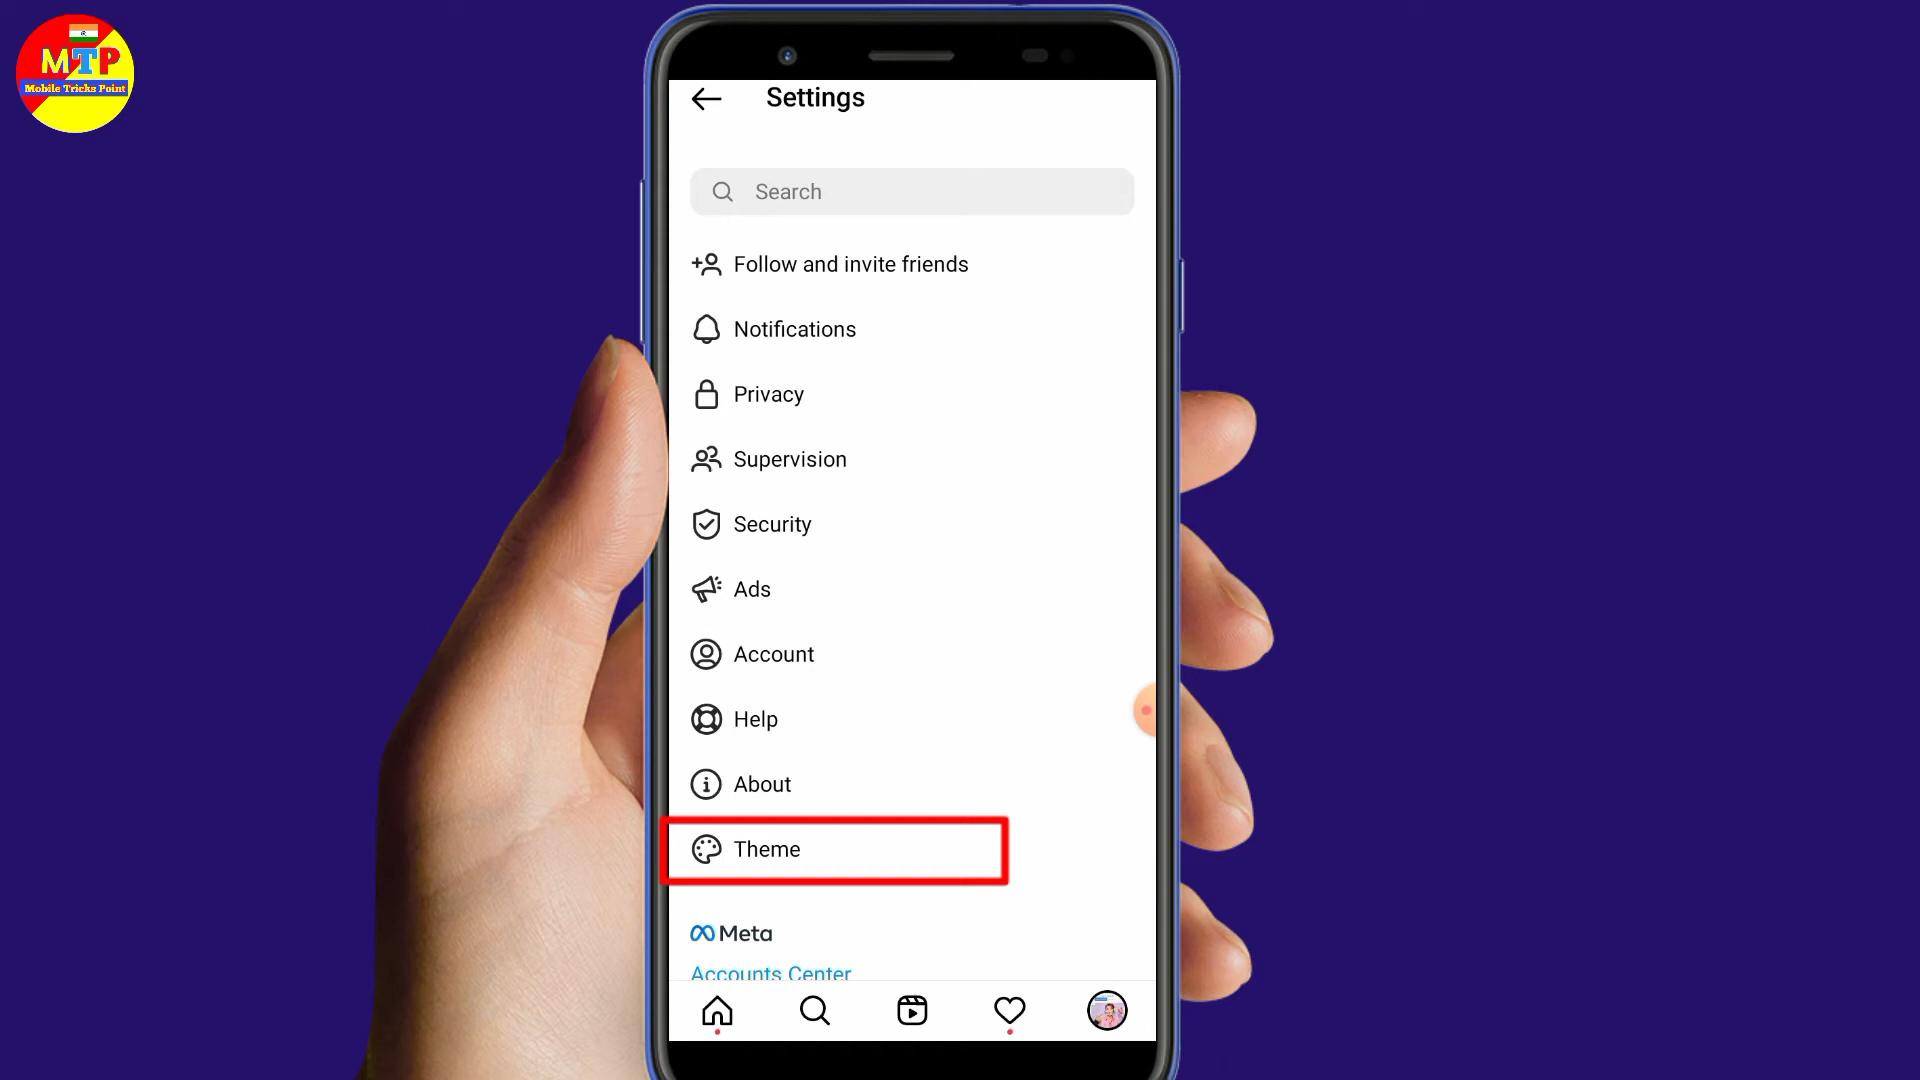 MTP
Mobile Tricks Point
Settings
Search
Follow and invite friends
Notifications
Privacy
Supervision
Security
Ads
Account
Help
About
Theme
Meta
Accounts Center